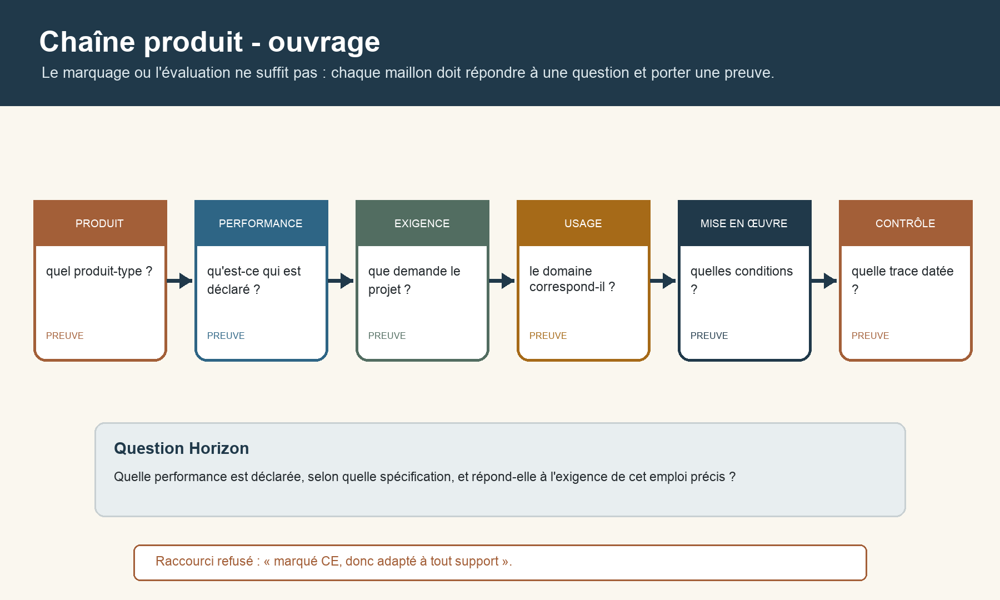 Chaîne produit - ouvrage
Le marquage ou l'évaluation ne suffit pas : chaque maillon doit répondre à une question et porter une preuve.
PRODUIT
quel produit-type ?
PREUVE
PERFORMANCE
qu'est-ce qui est
déclaré ?
PREUVE
EXIGENCE
que demande le
projet ?
PREUVE
USAGE
le domaine
correspond-il ?
PREUVE
MISE EN ŒUVRE
quelles conditions
?
PREUVE
CONTRÔLE
quelle trace datée
?
PREUVE
Question Horizon
Quelle performance est déclarée, selon quelle spécification, et répond-elle à l'exigence de cet emploi précis ?
Raccourci refusé : « marqué CE, donc adapté à tout support ».